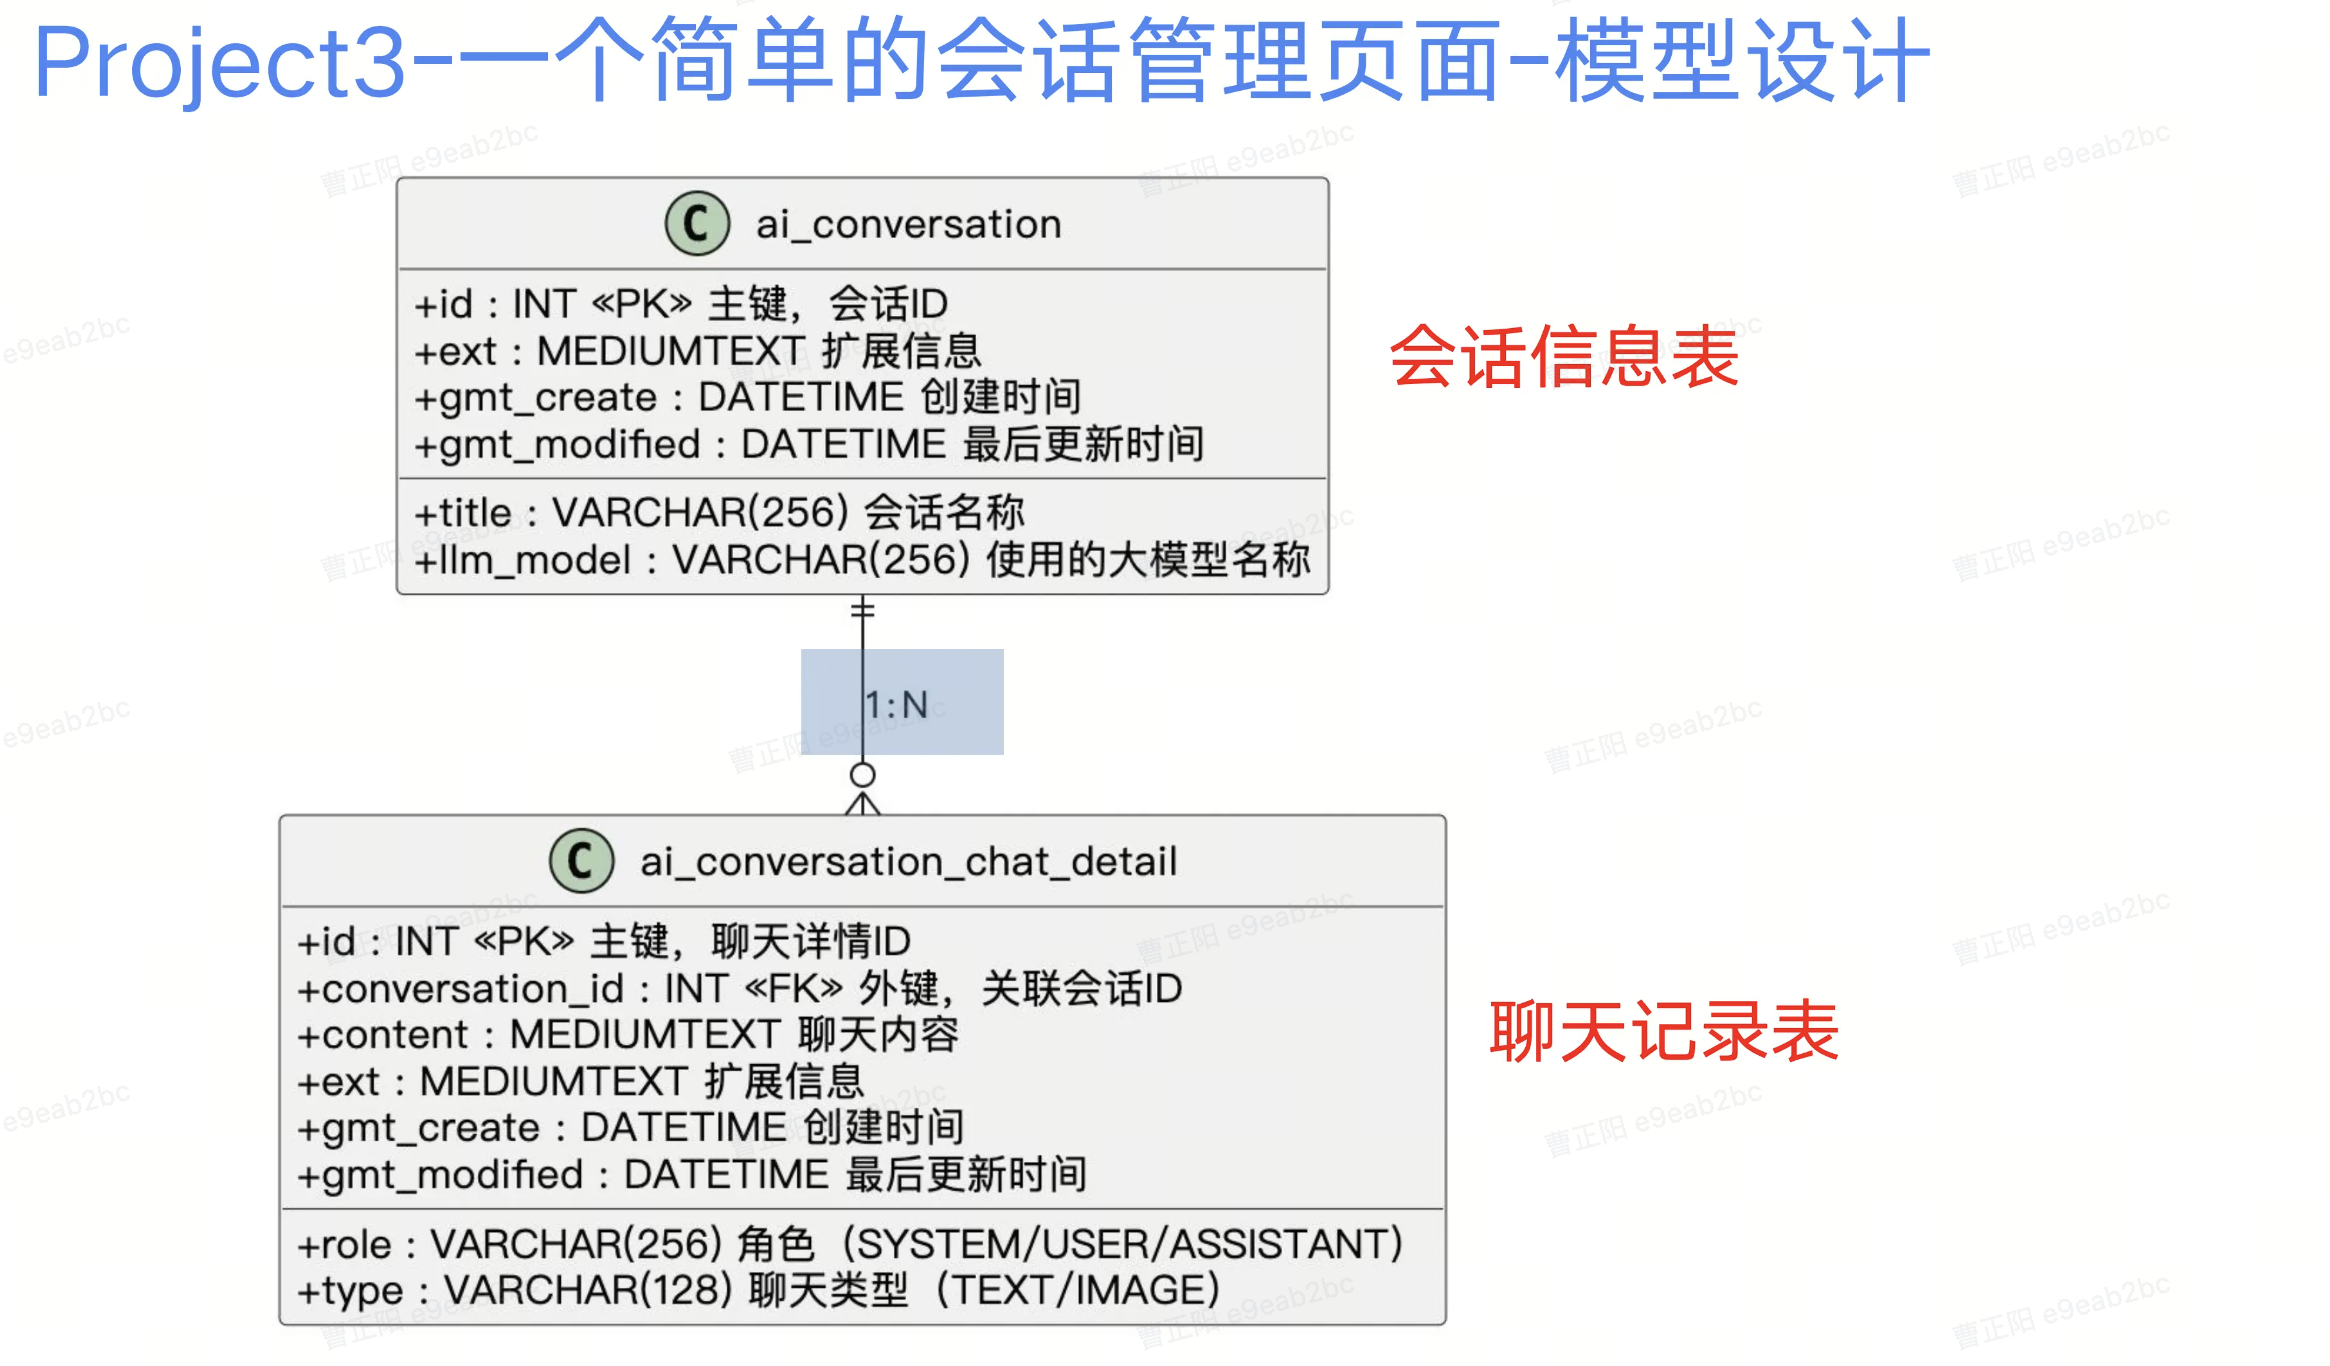 Project3-一个简单的会话管理页面-模型设计
C ai_conversation
+id : INT «PK» 主键，会话ID
+ext : MEDIUMTEXT 扩展信息
+gmt_create : DATETIME 创建时间
+gmt_modified : DATETIME 最后更新时间
+title : VARCHAR(256) 会话名称
+llm_model : VARCHAR(256) 使用的大模型名称
会话信息表
1:N
C ai_conversation_chat_detail
+id : INT «PK» 主键，聊天详情ID
+conversation_id : INT «FK» 外键，关联会话ID
+content : MEDIUMTEXT 聊天内容
+ext : MEDIUMTEXT 扩展信息
+gmt_create : DATETIME 创建时间
+gmt_modified : DATETIME 最后更新时间
+role : VARCHAR(256) 角色（SYSTEM/USER/ASSISTANT）
+type : VARCHAR(128) 聊天类型（TEXT/IMAGE）
聊天记录表
曹正阳 e9eab2bc